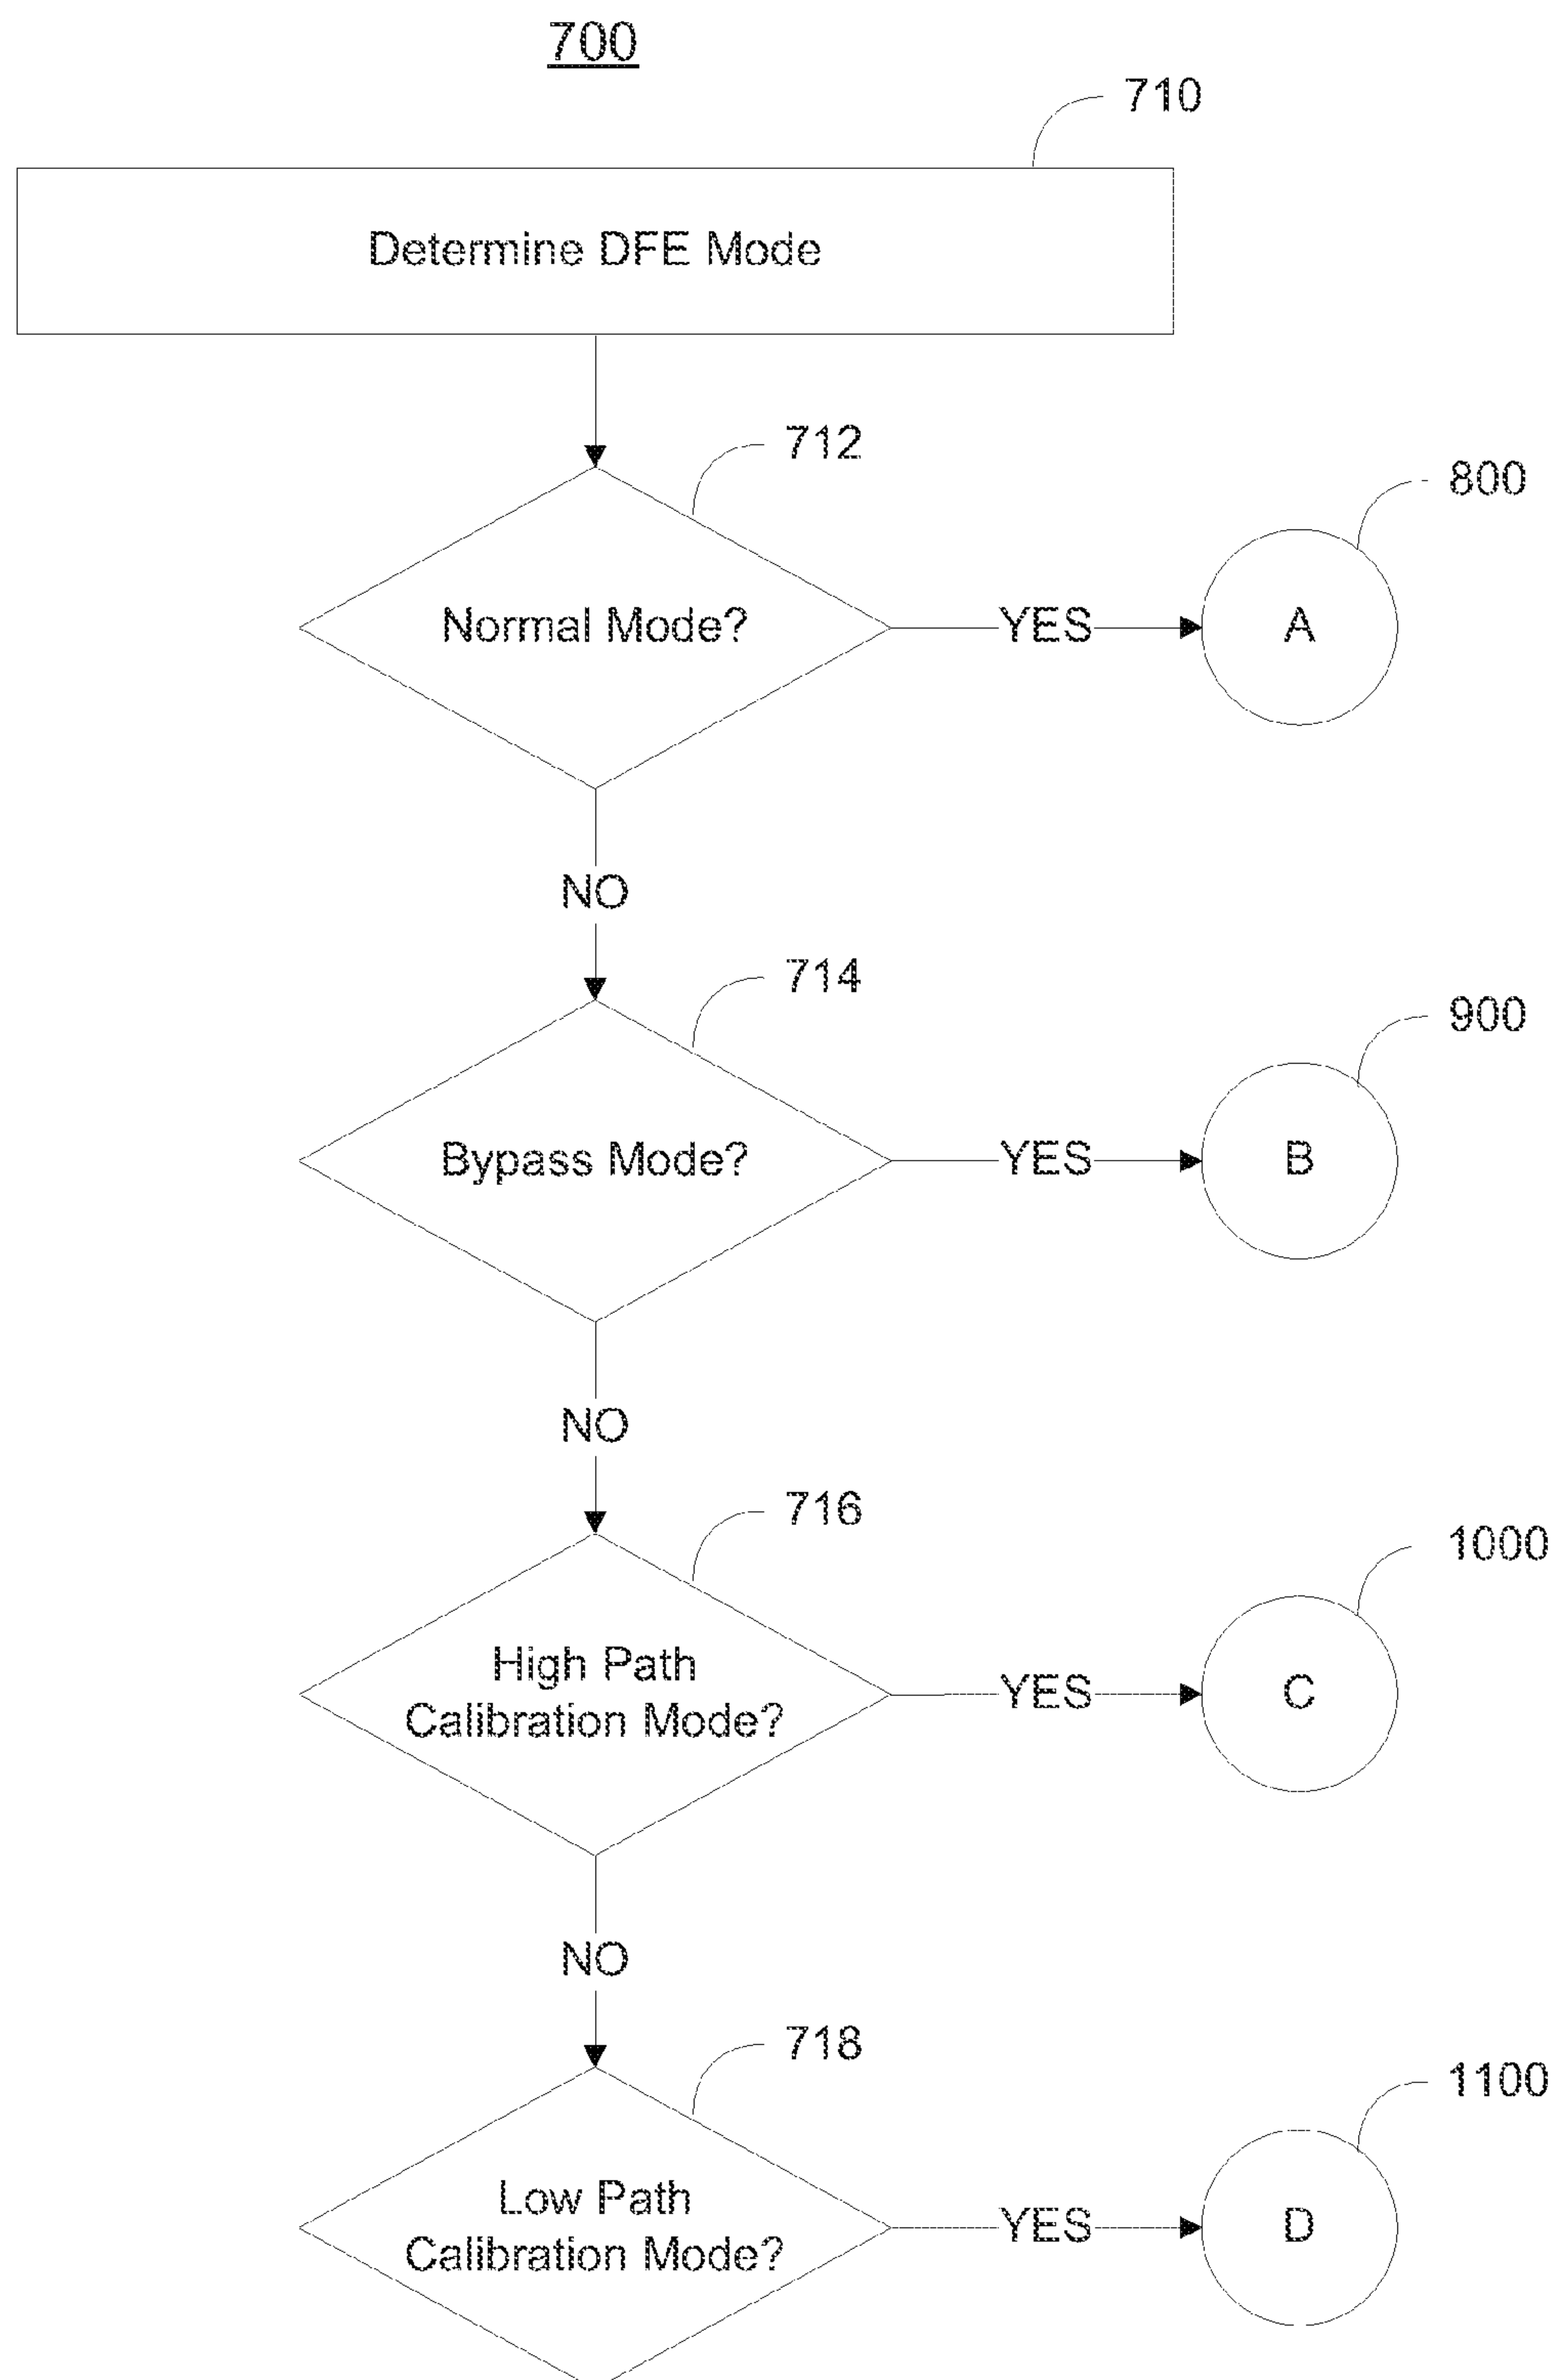 700
710
Determine DFE Mode
712
800
Normal Mode?
YES
A
NO
714
900
Bypass Mode?
YES
B
NO
716
1000
High Path
Calibration Mode?
YES
C
NO
718
1100
Low Path
Calibration Mode?
YES
D